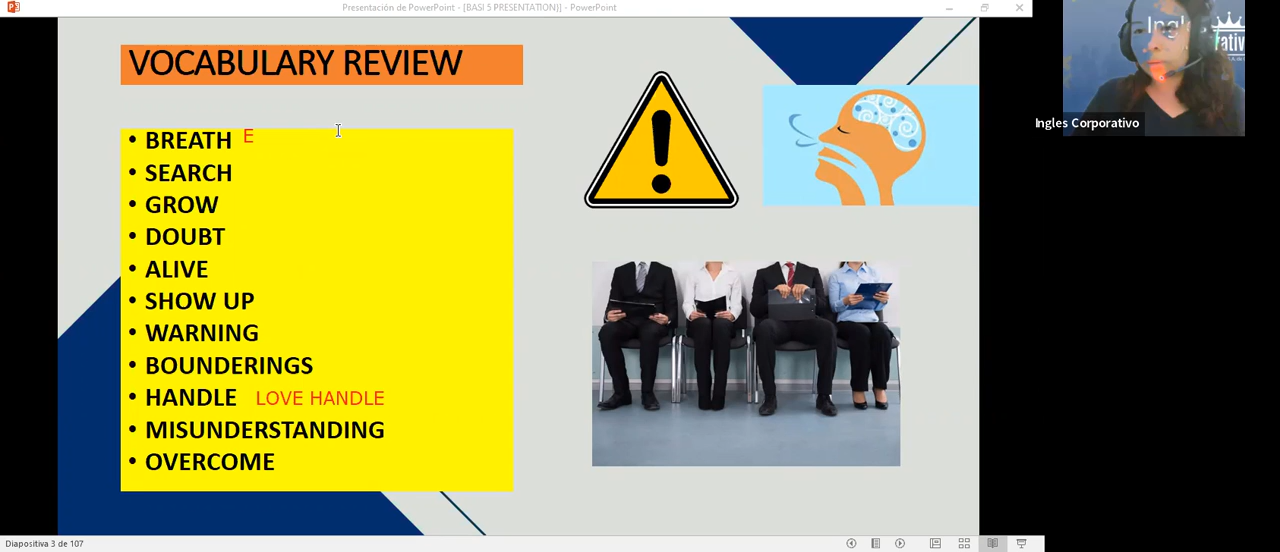 Presentación de PowerPoint - [BASI 5 PRESENTATION)] - PowerPoint
VOCABULARY REVIEW
• BREATH E
• SEARCH
• GROW
• DOUBT
• ALIVE
• SHOW UP
• WARNING
• BOUNDERINGS
• HANDLE LOVE HANDLE
• MISUNDERSTANDING
• OVERCOME
Ingles Corporativo
Diapositiva 3 de 107